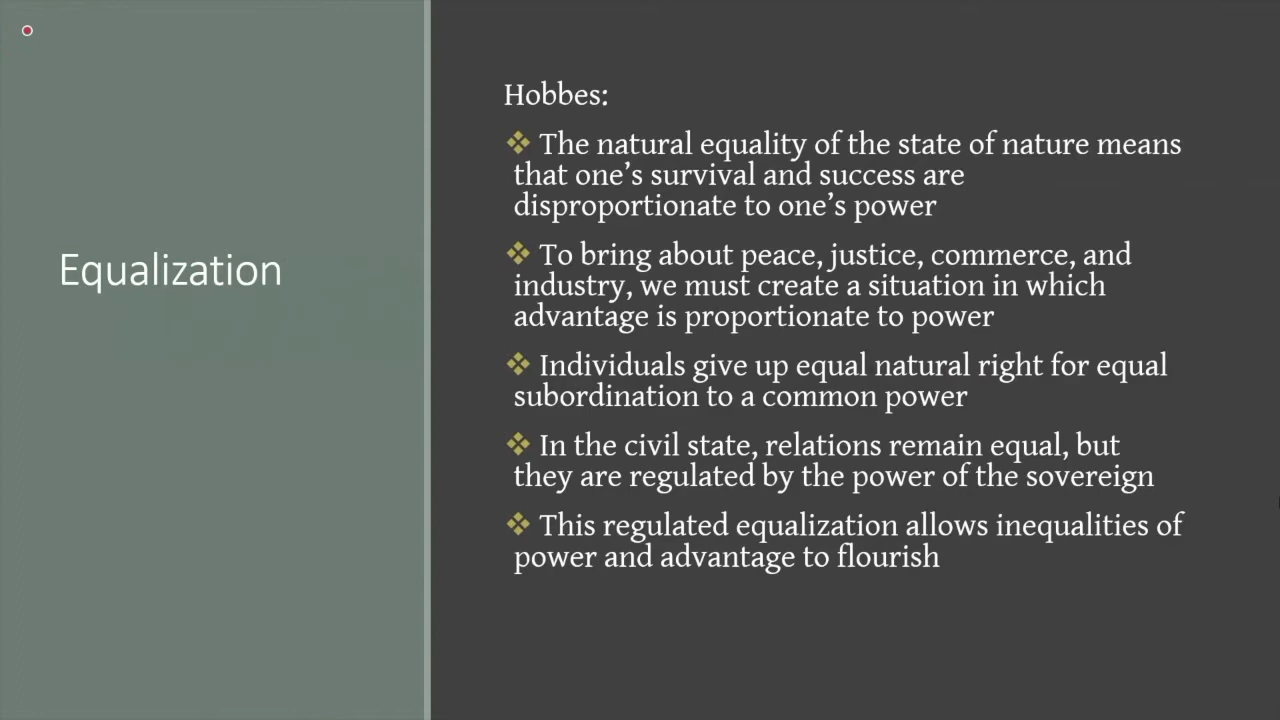 Equalization
Hobbes:
❖ The natural equality of the state of nature means
that one’s survival and success are
disproportionate to one’s power
❖ To bring about peace, justice, commerce, and
industry, we must create a situation in which
advantage is proportionate to power
❖ Individuals give up equal natural right for equal
subordination to a common power
❖ In the civil state, relations remain equal, but
they are regulated by the power of the sovereign
❖ This regulated equalization allows inequalities of
power and advantage to flourish